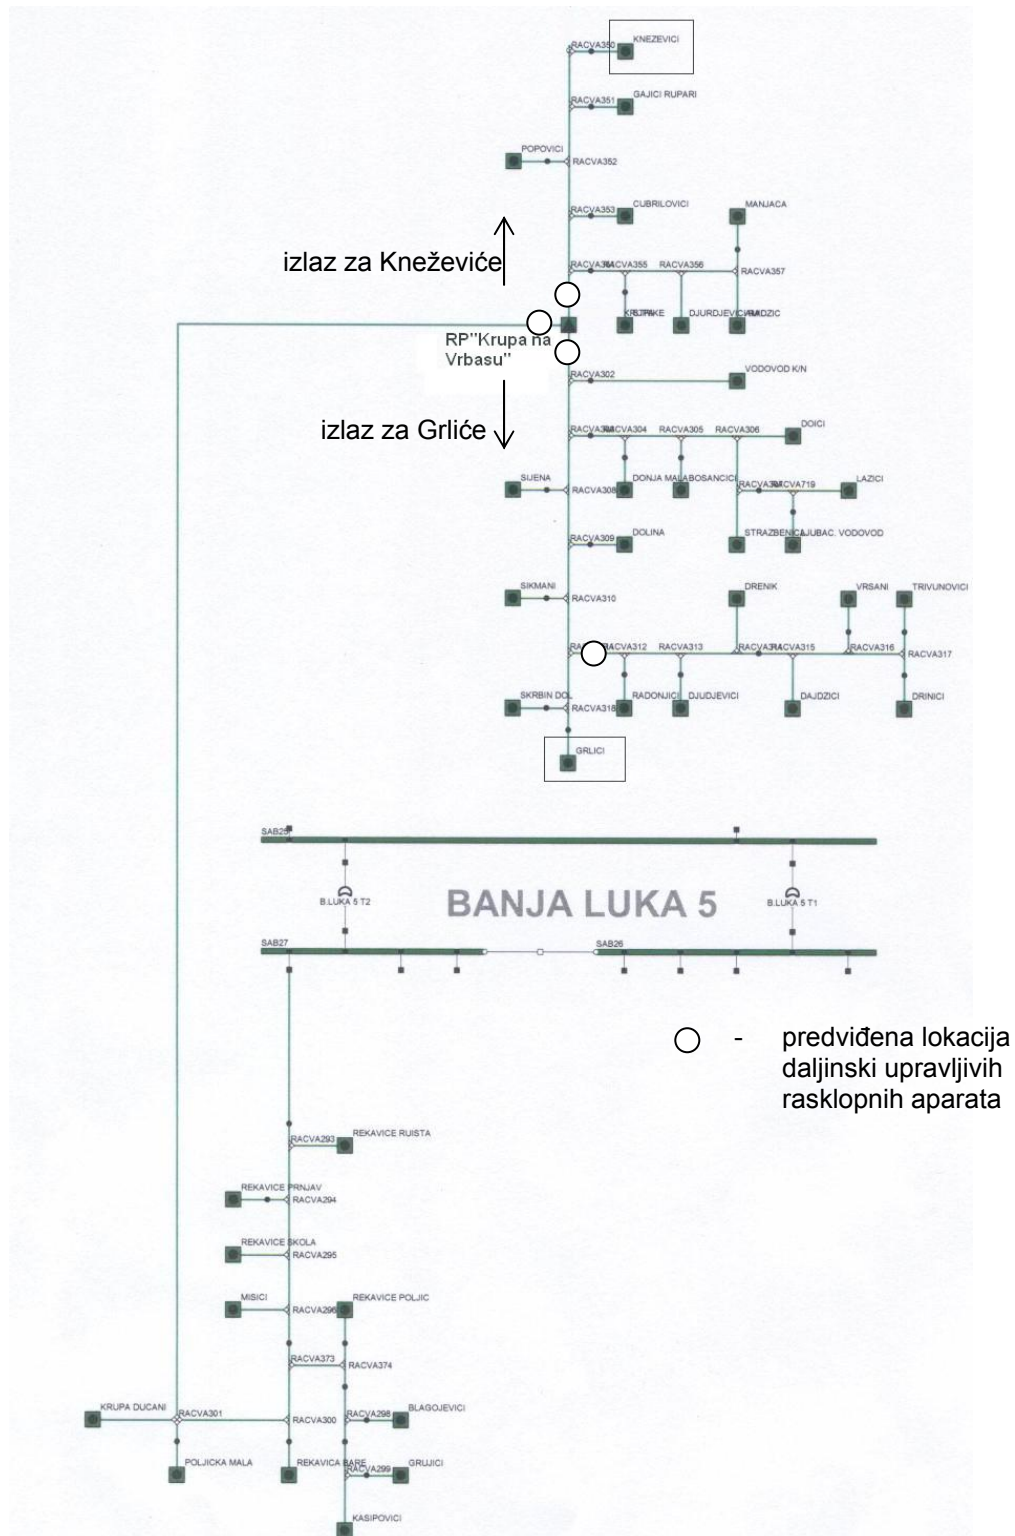 KNEZEVICI
RACVA350
GAJICI RUPARI
RACVA351
POPOVICI
RACVA352
CUBRILOVICI
MANJACA
RACVA353
izlaz za Kneževiće
RACVA355
RACVA356
RACVA357
RP"Krupa na
Vrbasu"
VODOVOD K/N
RACVA302
izlaz za Grliće
RACVA304
RACVA305
RACVA306
DOICI
SIJENA
RACVA308
DONJA MALA
BOSANCICI
RACVA719
LAZICI
DOLINA
RACVA309
STRAZBENICA
LJUBAC. VODOVOD
SIKMANI
RACVA310
DRENIK
VRSANI
TRIVUNOVICI
RACVA312
RACVA313
RACVA315
RACVA316
RACVA317
SKRBIN DOL
RACVA318
RADONJICI
DJUDJEVICI
DAJDZICI
DRINICI
GRLICI
SAB25
B.LUKA 5 T2
BANJA LUKA 5
B.LUKA 5 T1
SAB27
SAB26
- predviđena lokacija
daljinski upravljivih
rasklopnih aparata
REKAVICE RUISTA
RACVA293
REKAVICE PRNJAV
RACVA294
REKAVICE SKOLA
RACVA295
MISICI
RACVA296
REKAVICE POLJIC
RACVA373
RACVA374
KRUPA DUCANI
RACVA301
RACVA300
RACVA298
BLAGOJEVICI
POLJICKA MALA
REKAVICA BARE
RACVA299
GRUJICI
KASIPOVICI